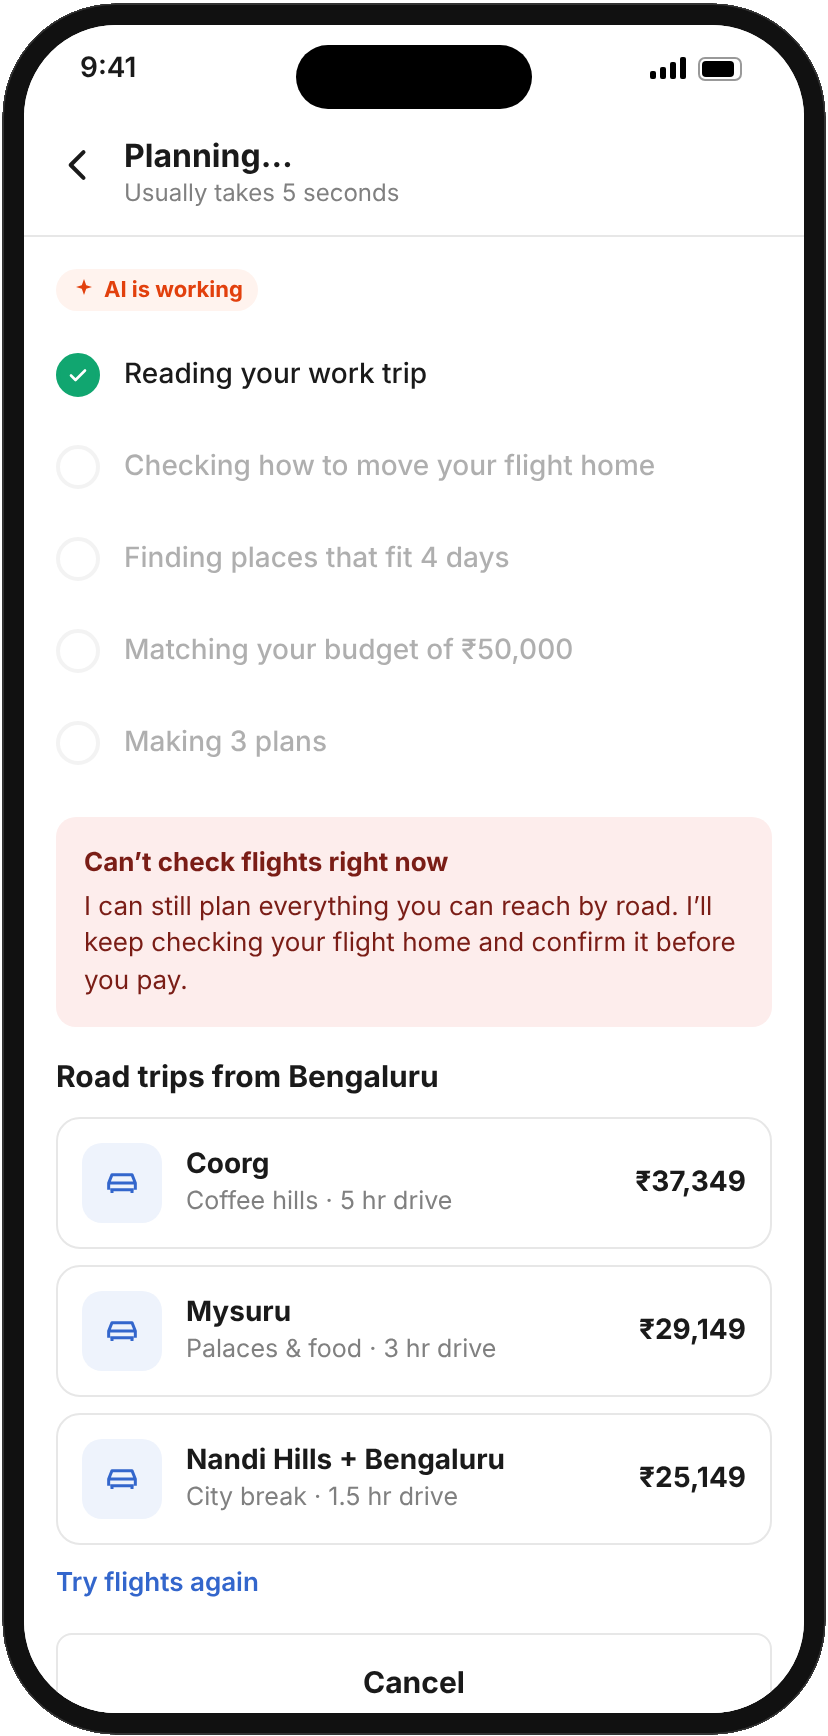 9:41
Planning...
Usually takes 5 seconds
AI is working
Reading your work trip
Checking how to move your flight home
Finding places that fit 4 days
Matching your budget of ₹50,000
Making 3 plans
Can’t check flights right now
I can still plan everything you can reach by road. I’ll
keep checking your flight home and confirm it before
you pay.
Road trips from Bengaluru
Coorg
Coffee hills · 5 hr drive
₹37,349
Mysuru
Palaces & food · 3 hr drive
₹29,149
Nandi Hills + Bengaluru
City break · 1.5 hr drive
₹25,149
Try flights again
Cancel